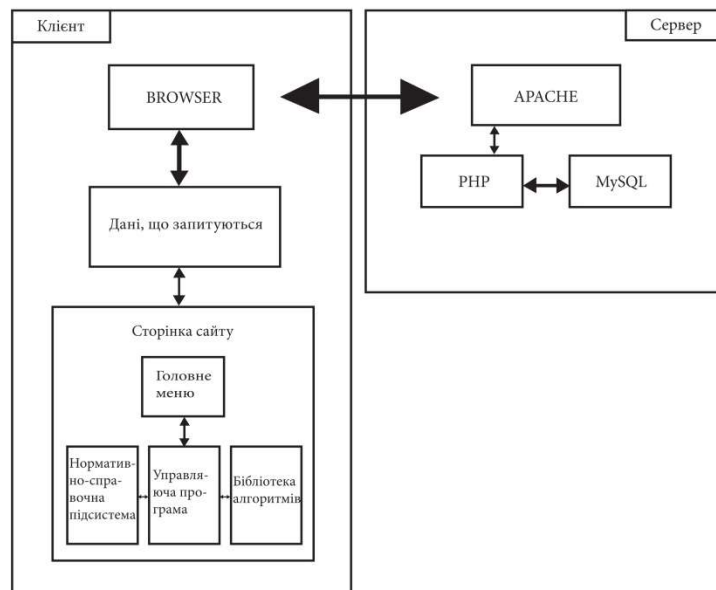 Клієнт
BROWSER
Дані, що запитуються
Сторінка сайту
Головне
меню
Норматив-
но-спра-
вочна
підсистема
Управля-
юча про-
грама
Бібліотека
алгоритмів
Сервер
APACHE
PHP
MySQL